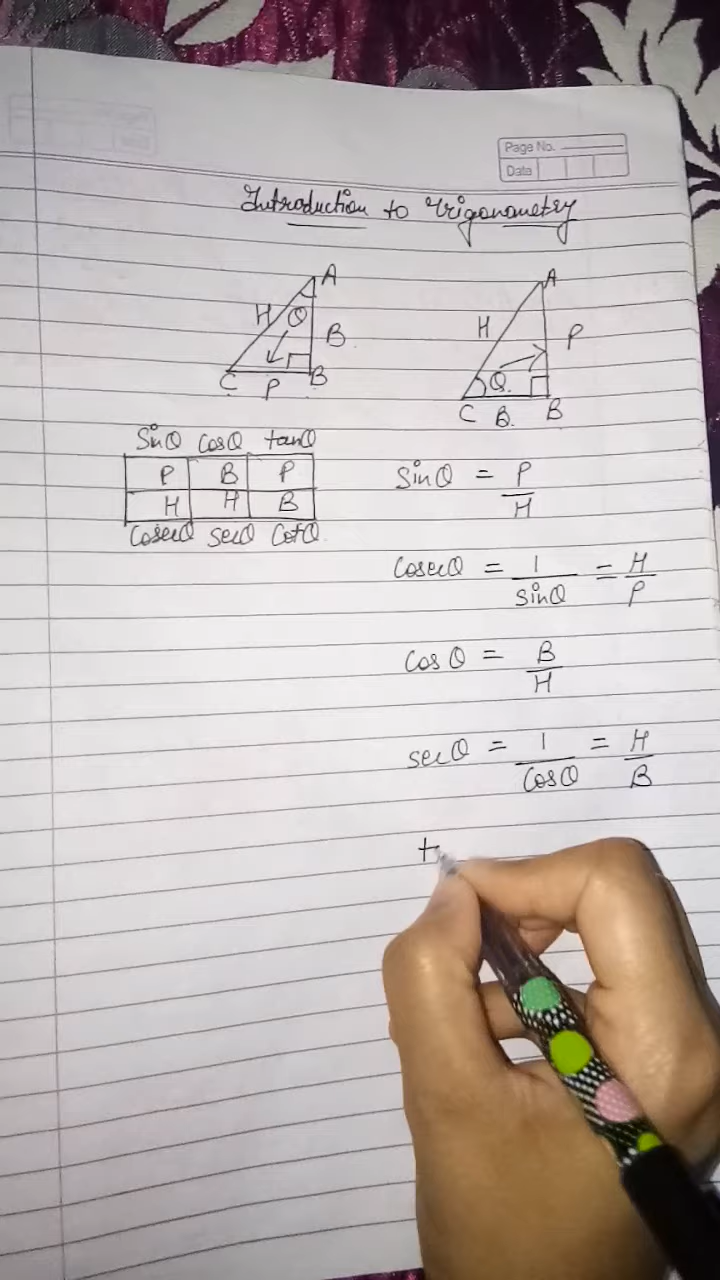 Page No.
Date
Introduction to Trigonometry
A
H
θ
B
C
P
B
A
H
P
θ
C
B
B
Sinθ Cosθ tanθ
P B P
H H B
Cosecθ secθ Cotθ
Sinθ = P/H
Cosecθ = 1/Sinθ = H/P
Cosθ = B/H
secθ = 1/Cosθ = H/B
t